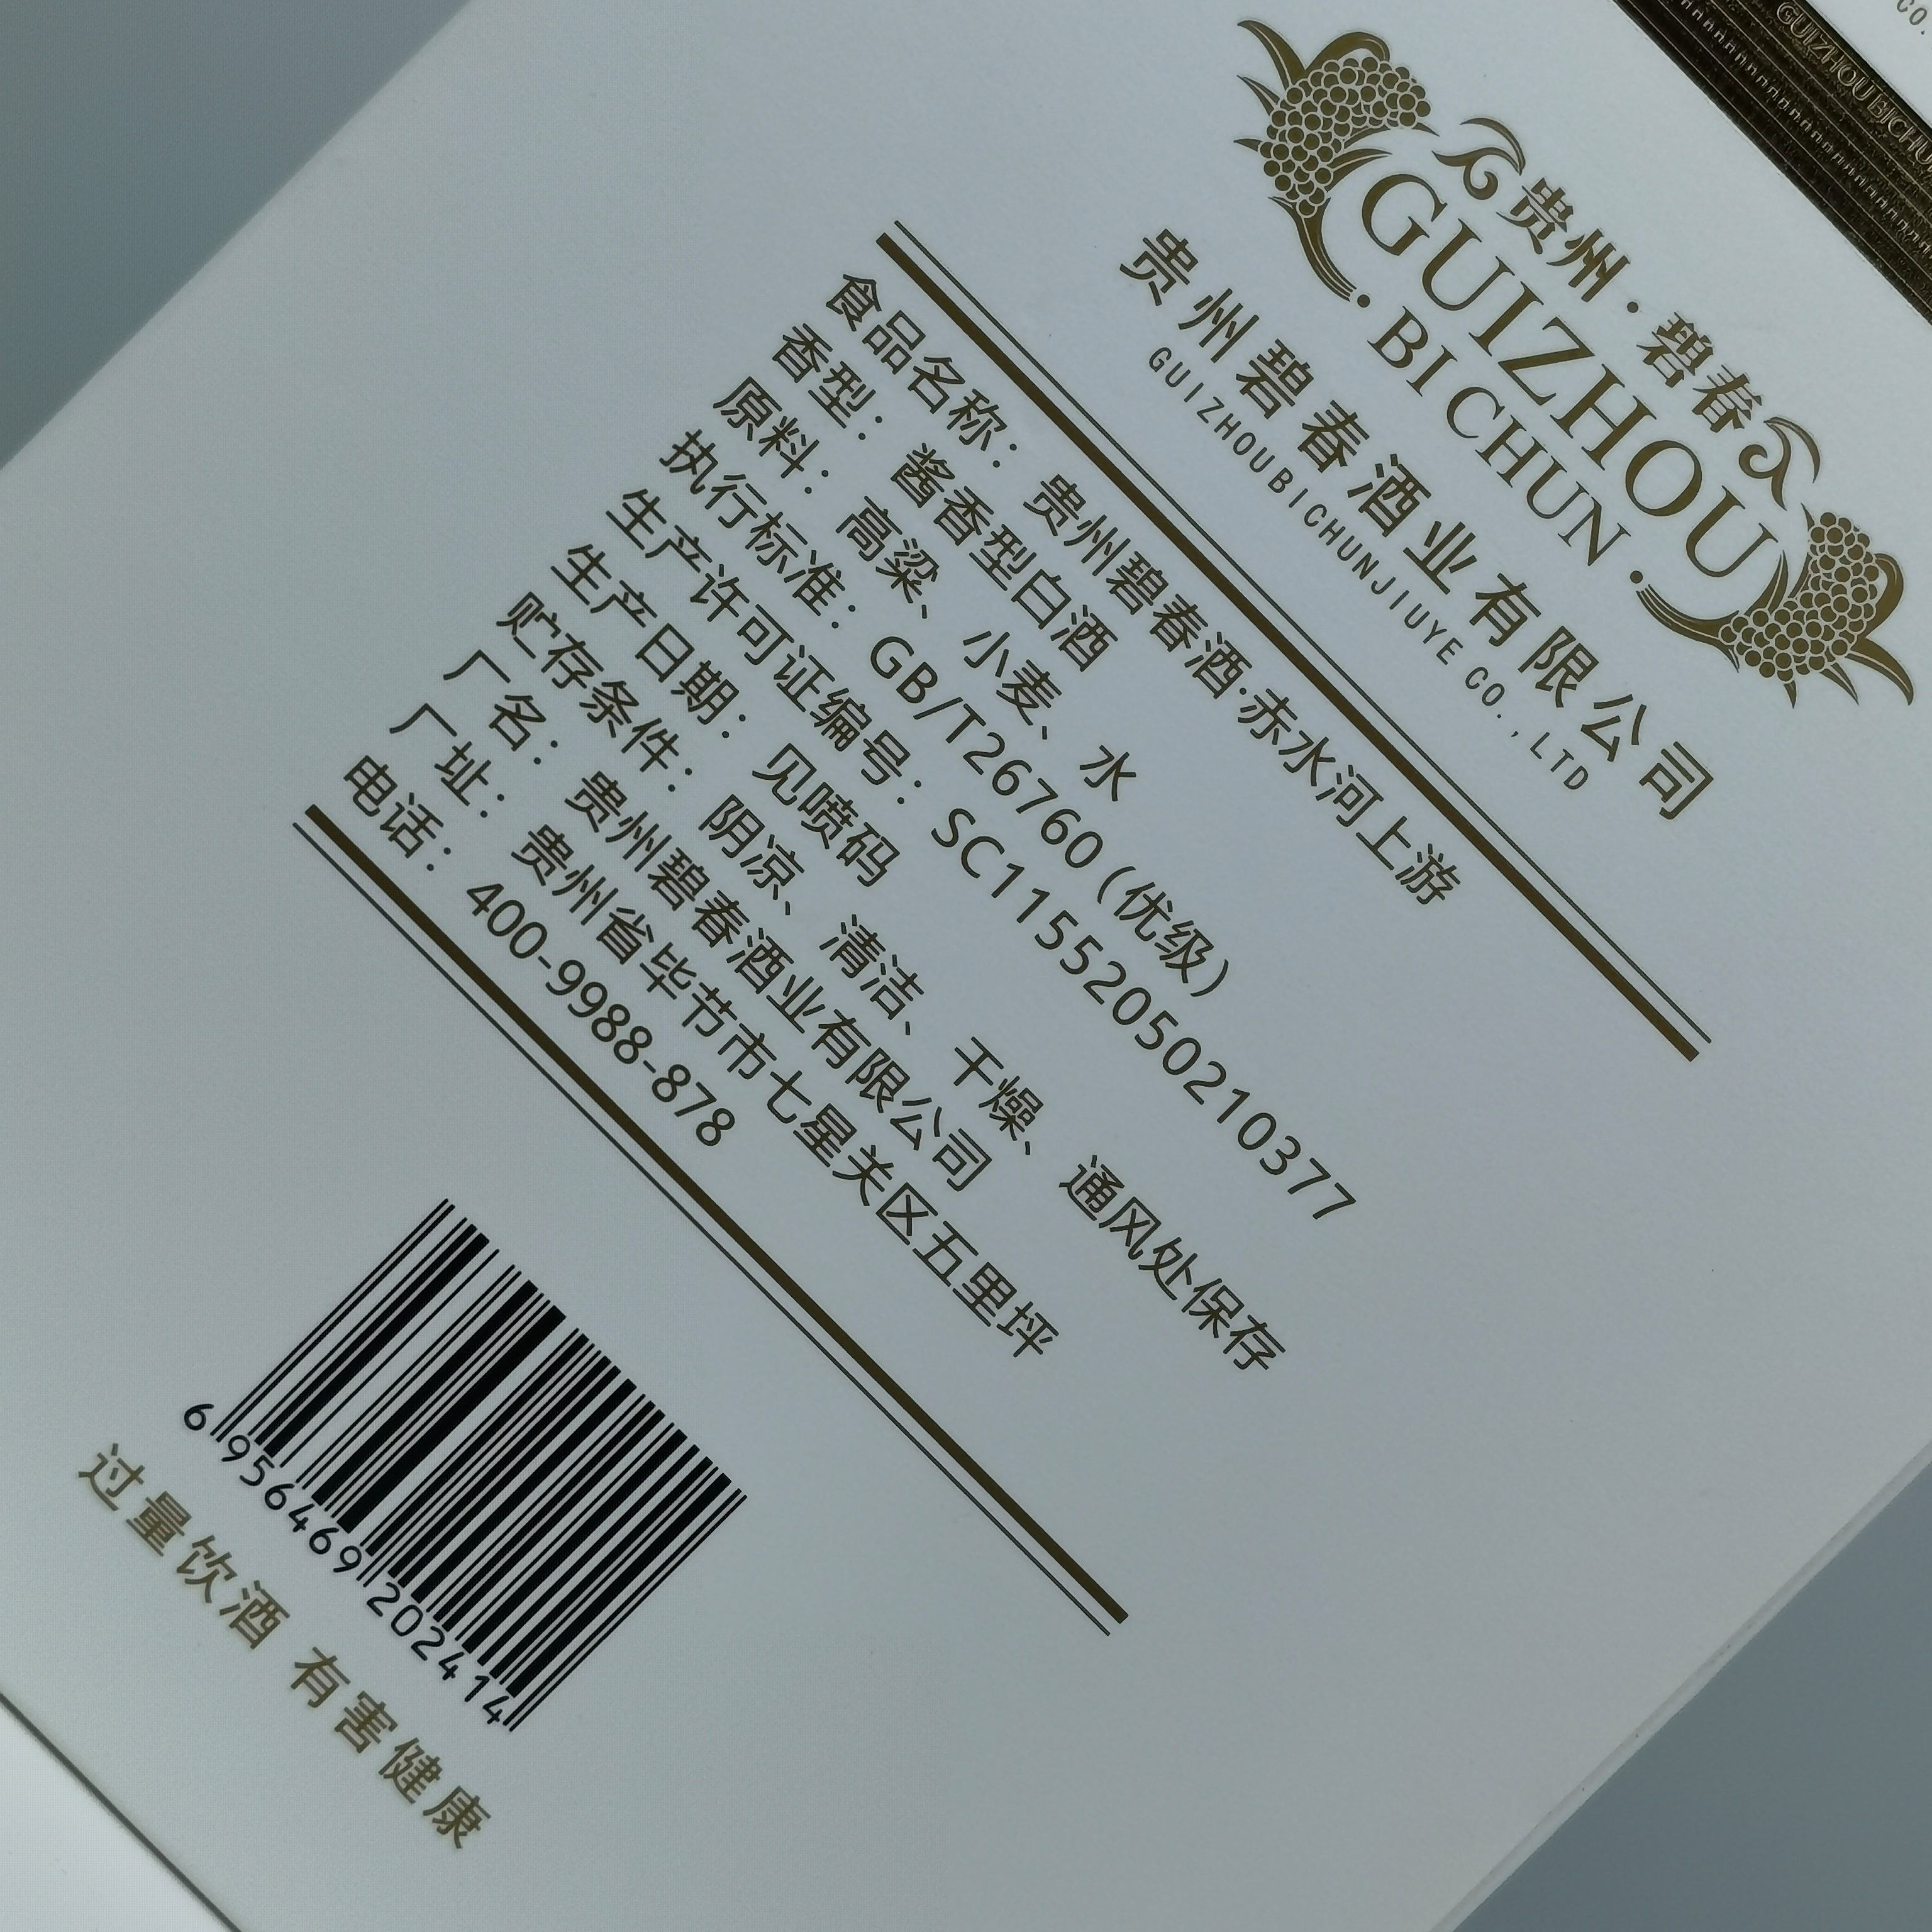 贵州·碧春
GUIZHOU
·BICHUN·
贵州碧春酒业有限公司
GUIZHOUBICHUNJIUYE CO.,LTD
食品名称：贵州碧春酒·赤水河上游
香型：酱香型白酒
原料：高粱、小麦、水
执行标准：GB/T26760（优级）
生产许可证编号：SC11552050210377
生产日期：见喷码
贮存条件：阴凉、清洁、干燥、通风处保存
厂名：贵州碧春酒业有限公司
厂址：贵州省毕节市七星关区五里坪
电话：400-9988-878
6956469202414
过量饮酒 有害健康
GUIZHOU BICHUN
CO.